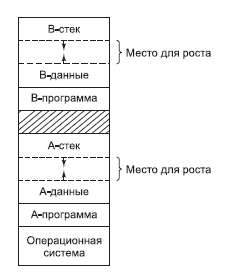 В-стек
Место для роста
В-данные
В-программа
А-стек
Место для роста
А-данные
А-программа
Операционная
система